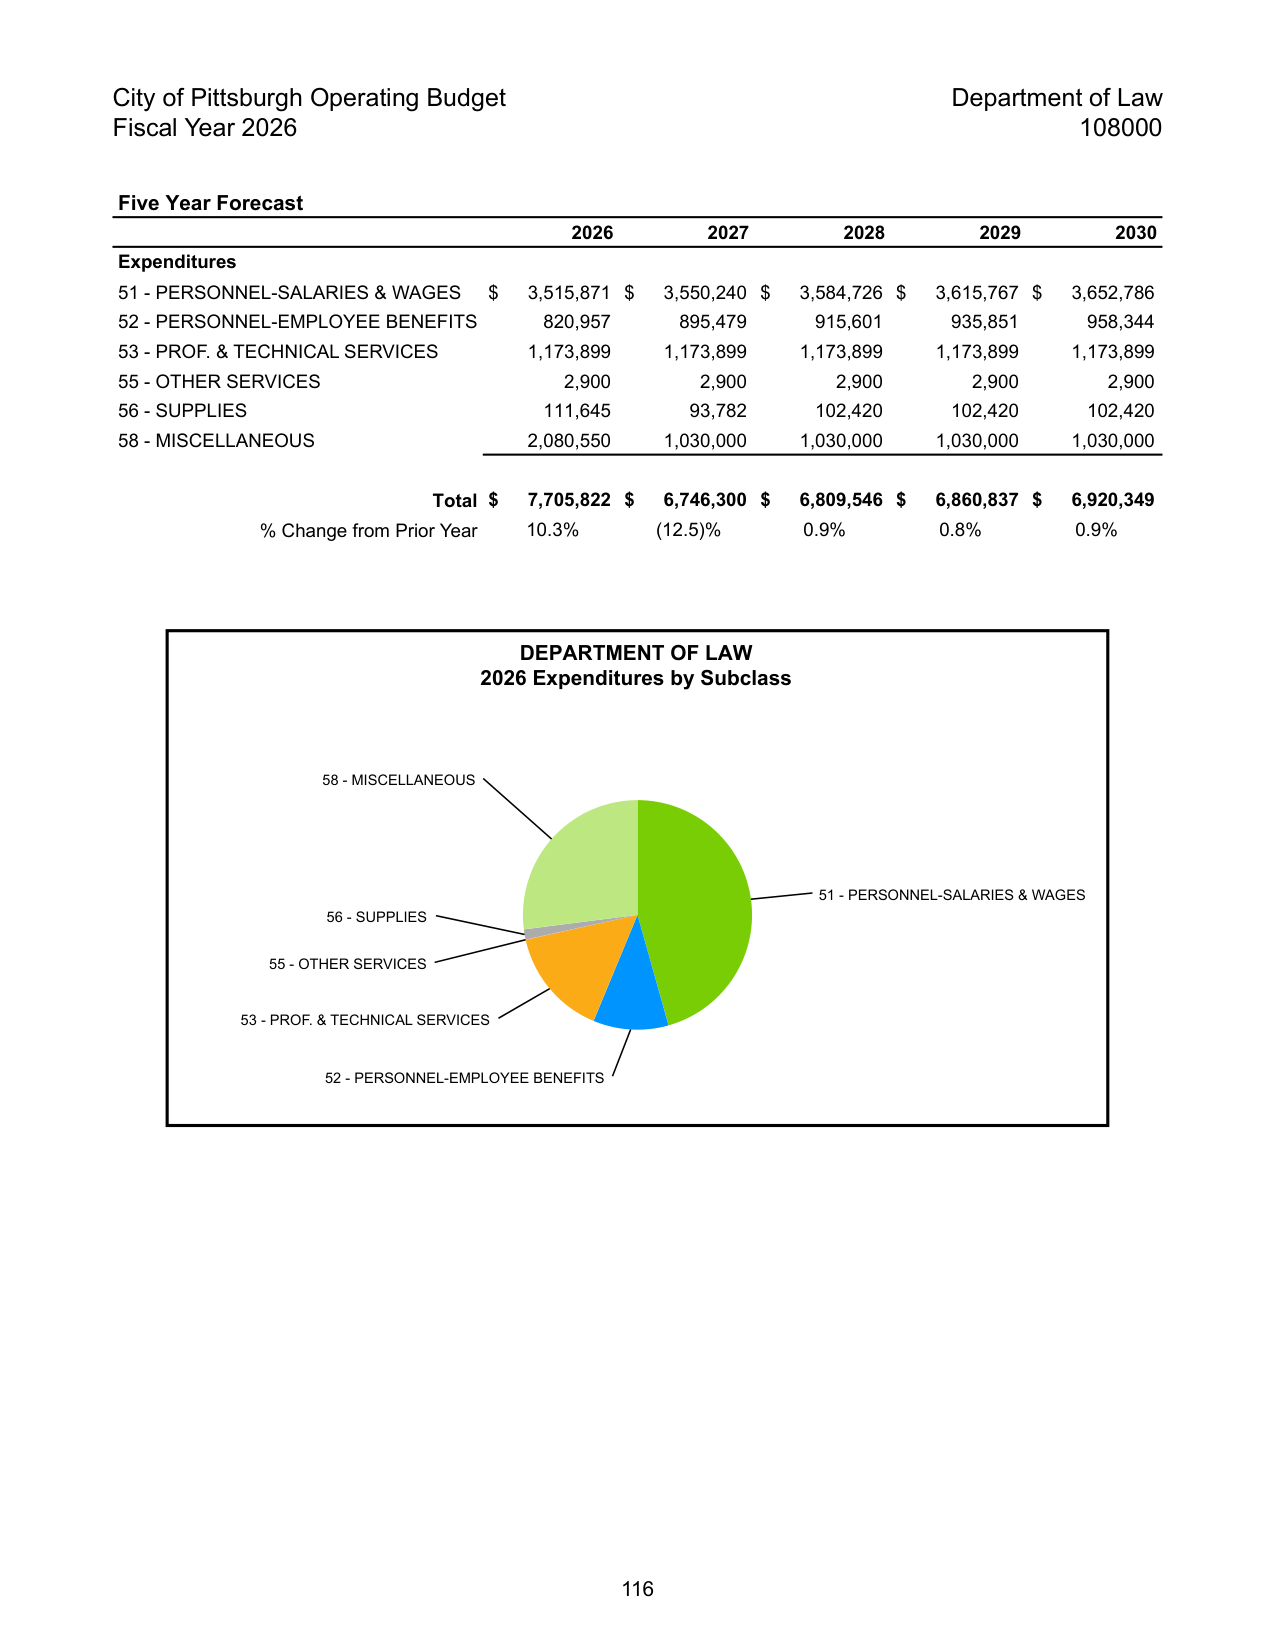 City of Pittsburgh Operating Budget Department of Law
Fiscal Year 2026 108000
Five Year Forecast
2026 2027 2028 2029 2030
Expenditures
51 - PERSONNEL-SALARIES & WAGES $ 3,515,871 $ 3,550,240 $ 3,584,726 $ 3,615,767 $ 3,652,786
52 - PERSONNEL-EMPLOYEE BENEFITS 820,957 895,479 915,601 935,851 958,344
53 - PROF. & TECHNICAL SERVICES 1,173,899 1,173,899 1,173,899 1,173,899 1,173,899
55 - OTHER SERVICES 2,900 2,900 2,900 2,900 2,900
56 - SUPPLIES 111,645 93,782 102,420 102,420 102,420
58 - MISCELLANEOUS 2,080,550 1,030,000 1,030,000 1,030,000 1,030,000
Total $ 7,705,822 $ 6,746,300 $ 6,809,546 $ 6,860,837 $ 6,920,349
% Change from Prior Year 10.3% (12.5)% 0.9% 0.8% 0.9%
DEPARTMENT OF LAW
2026 Expenditures by Subclass
58 - MISCELLANEOUS
51 - PERSONNEL-SALARIES & WAGES
56 - SUPPLIES
55 - OTHER SERVICES
53 - PROF. & TECHNICAL SERVICES
52 - PERSONNEL-EMPLOYEE BENEFITS
116